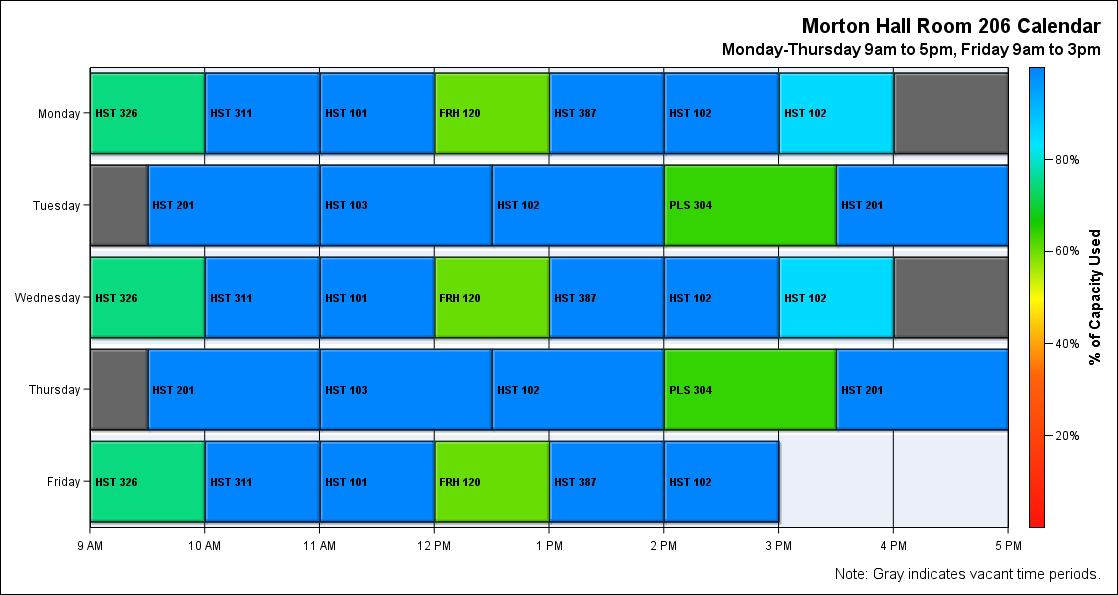 Morton Hall Room 206 Calendar
Monday-Thursday 9am to 5pm, Friday 9am to 3pm
Monday
HST 326
HST 311
HST 101
FRH 120
HST 387
HST 102
HST 102
Tuesday
HST 201
HST 103
HST 102
PLS 304
HST 201
Wednesday
HST 326
HST 311
HST 101
FRH 120
HST 387
HST 102
HST 102
Thursday
HST 201
HST 103
HST 102
PLS 304
HST 201
Friday
HST 326
HST 311
HST 101
FRH 120
HST 387
HST 102
9 AM
10 AM
11 AM
12 PM
1 PM
2 PM
3 PM
4 PM
5 PM
80%
60%
40%
20%
% of Capacity Used
Note: Gray indicates vacant time periods.